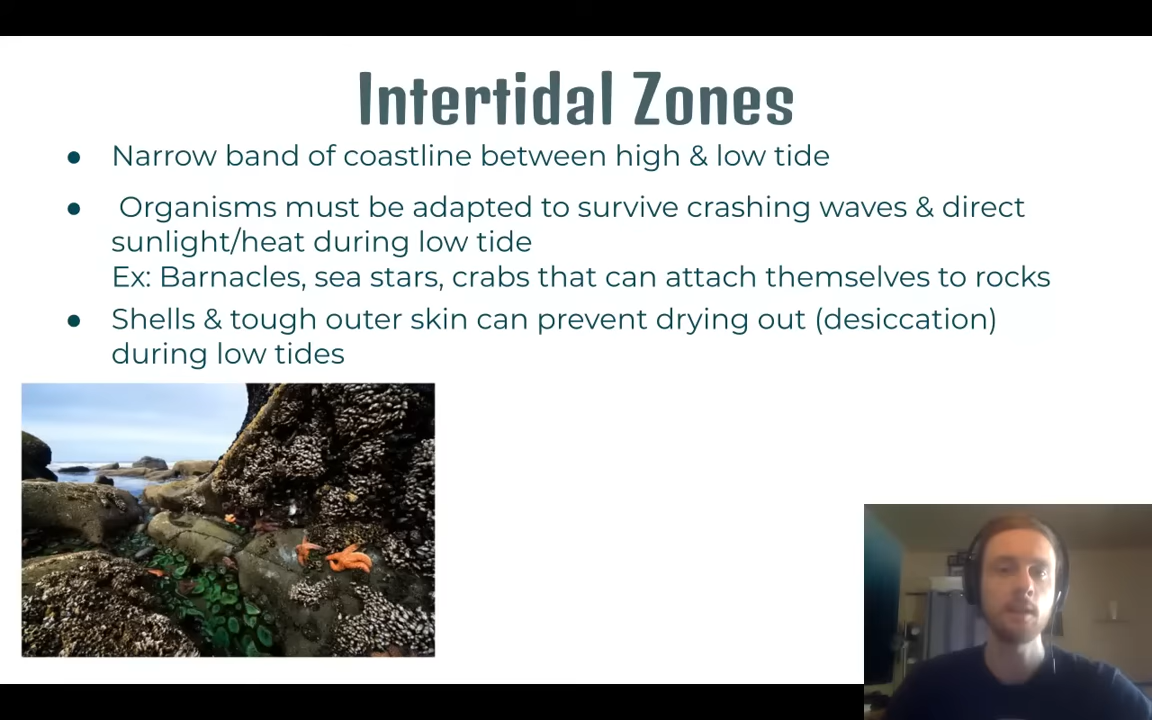 Intertidal Zones
● Narrow band of coastline between high & low tide
● Organisms must be adapted to survive crashing waves & direct
sunlight/heat during low tide
Ex: Barnacles, sea stars, crabs that can attach themselves to rocks
● Shells & tough outer skin can prevent drying out (desiccation)
during low tides